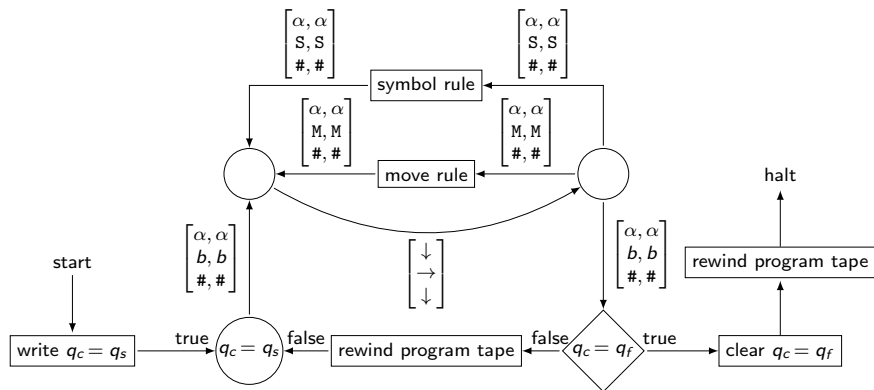 [α, α
S, S
#, #]
[α, α
S, S
#, #]
symbol rule
[α, α
M, M
#, #]
[α, α
M, M
#, #]
move rule
halt
[α, α
b, b
#, #]
[↓
→
↓]
[α, α
b, b
#, #]
start
rewind program tape
write q_c = q_s
true
q_c = q_s
false
rewind program tape
false
q_c = q_f
true
clear q_c = q_f